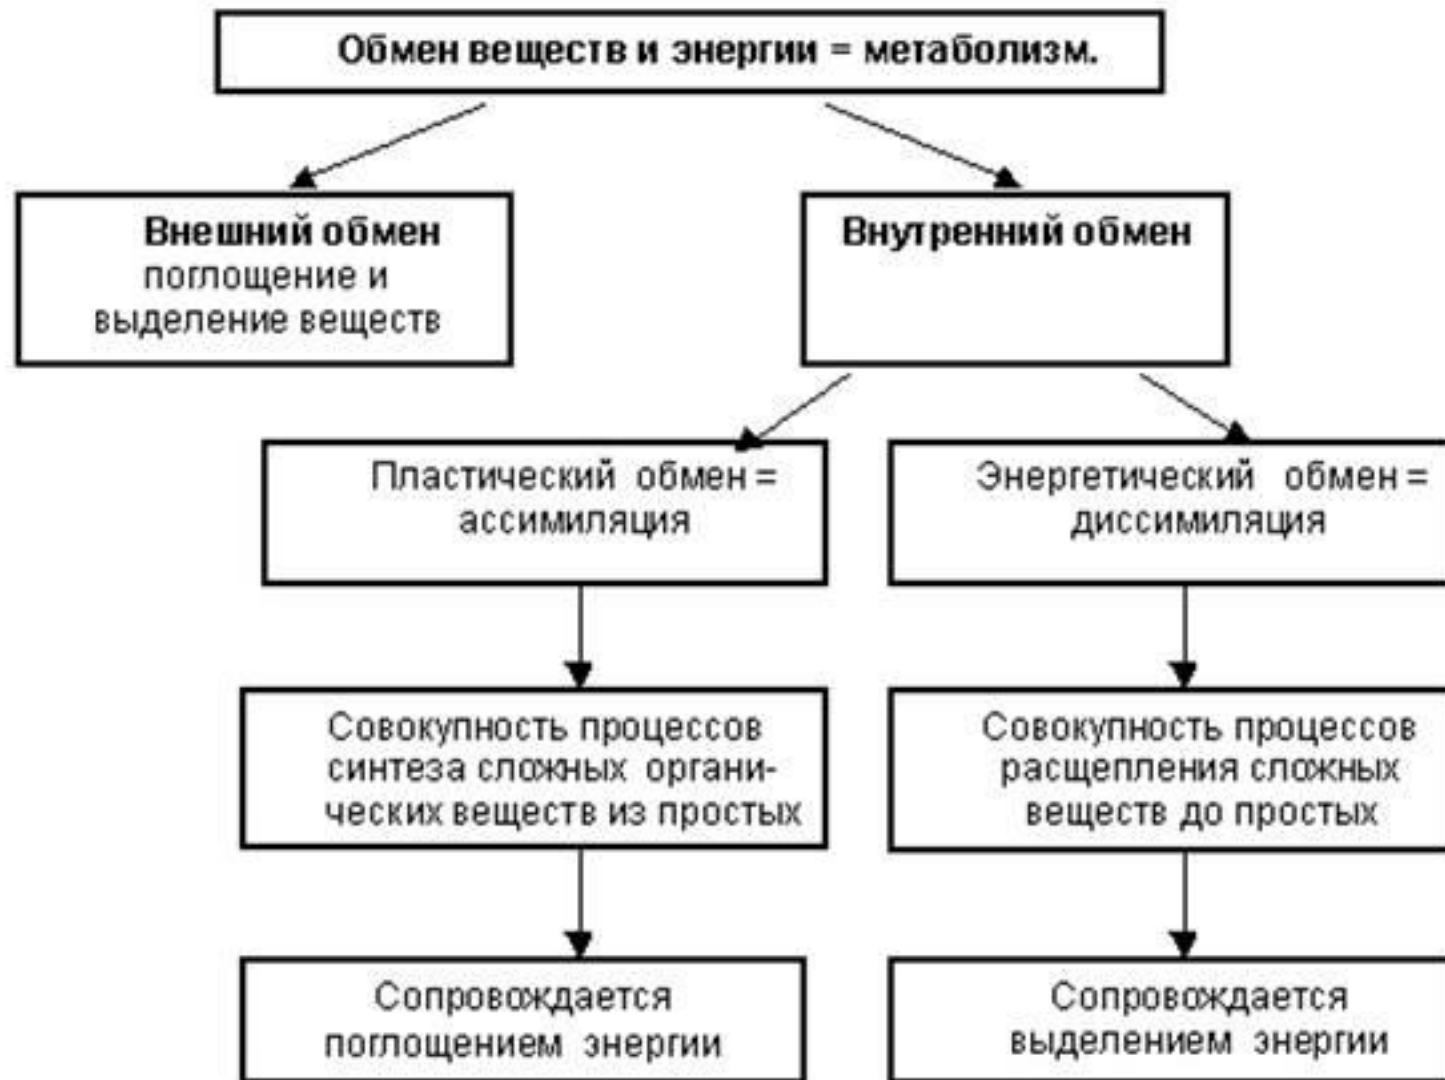 Обмен веществ и энергии = метаболизм.
Внешний обмен
поглощение и
выделение веществ
Внутренний обмен
Пластический обмен =
ассимиляция
Энергетический обмен =
диссимиляция
Совокупность процессов
синтеза сложных органи-
ческих веществ из простых
Совокупность процессов
расщепления сложных
веществ до простых
Сопровождается
поглощением энергии
Сопровождается
выделением энергии